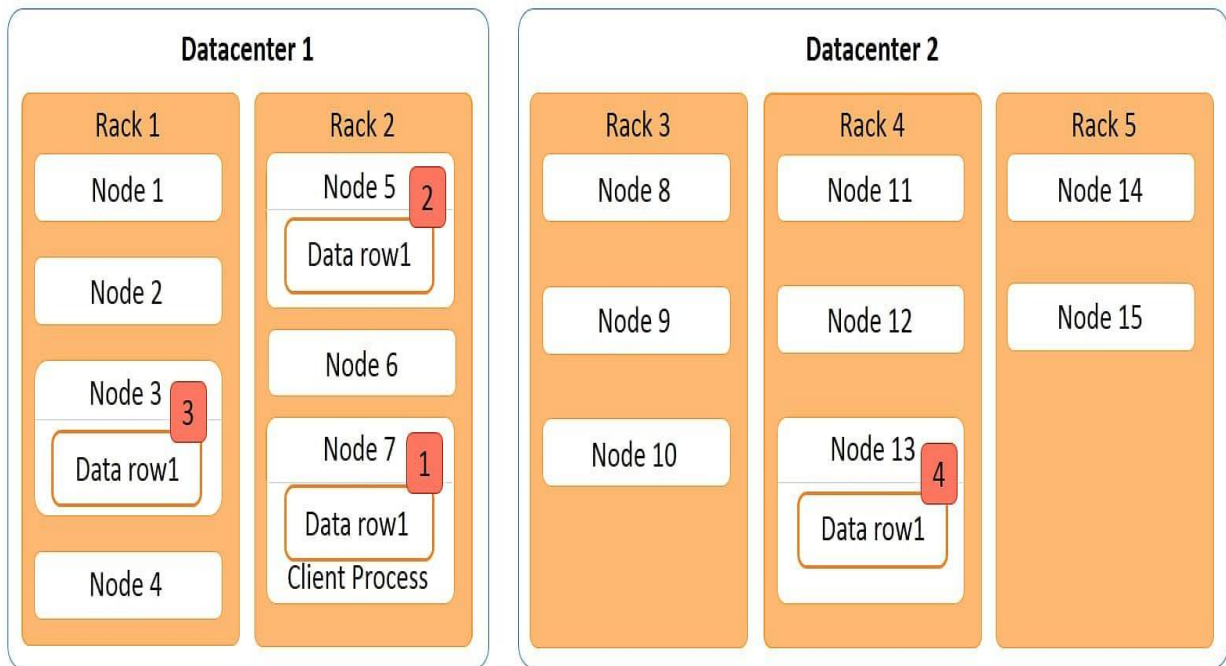 Datacenter 1
Rack 1
Node 1
Node 2
Node 3
3
Data row1
Node 4
Rack 2
Node 5
2
Data row1
Node 6
Node 7
1
Data row1
Client Process
Datacenter 2
Rack 3
Node 8
Node 9
Node 10
Rack 4
Node 11
Node 12
Node 13
4
Data row1
Rack 5
Node 14
Node 15